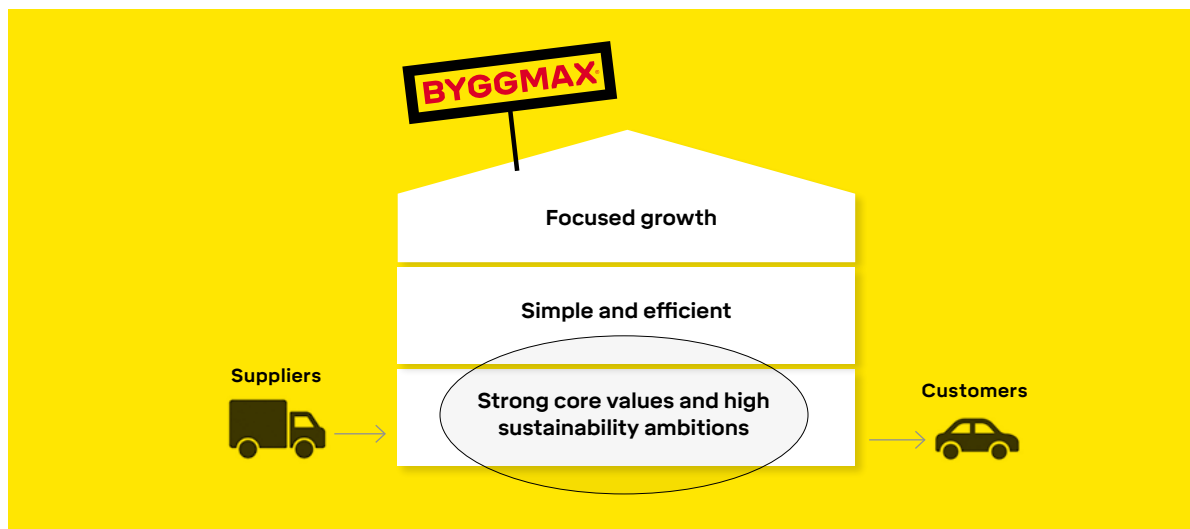 BYGGMAX
Focused growth
Simple and efficient
Suppliers
Strong core values and high
sustainability ambitions
Customers